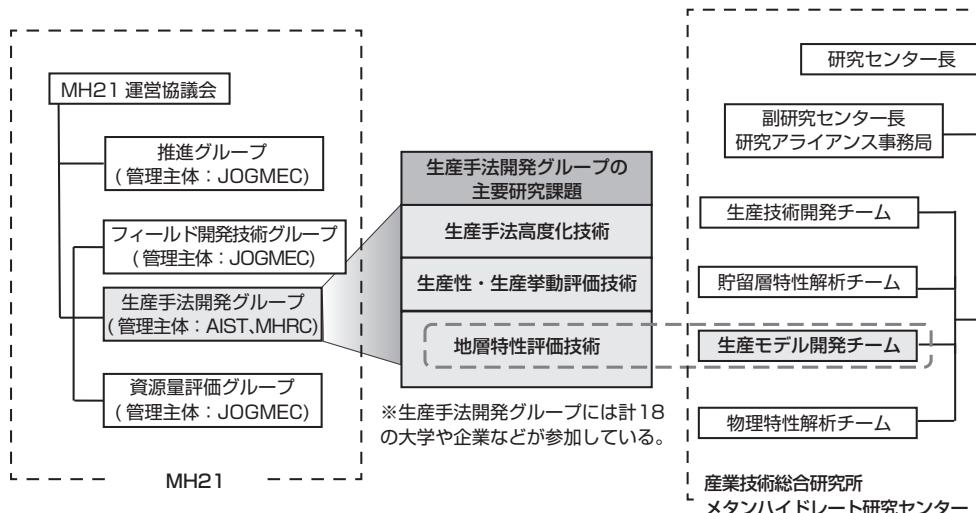 MH21 運営協議会
推進グループ
( 管理主体：JOGMEC)
フィールド開発技術グループ
( 管理主体：JOGMEC)
生産手法開発グループ
( 管理主体：AIST、MHRC)
資源量評価グループ
( 管理主体：JOGMEC)
MH21
生産手法開発グループの
主要研究課題
生産手法高度化技術
生産性・生産挙動評価技術
地層特性評価技術
※生産手法開発グループには計18
の大学や企業などが参加している。
研究センター長
副研究センター長
研究アライアンス事務局
生産技術開発チーム
貯留層特性解析チーム
生産モデル開発チーム
物理特性解析チーム
産業技術総合研究所
メタンハイドレート研究センター